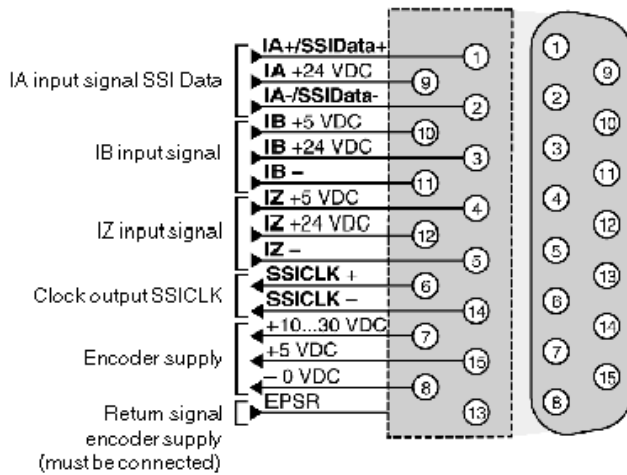 IA+/SSIData+
1
IA +24 VDC
9
IA input signal SSI Data
IA-/SSIData-
2
IB +5 VDC
10
IB input signal
IB +24 VDC
3
IB –
11
IZ +5 VDC
4
IZ input signal
IZ +24 VDC
12
IZ –
5
SSICLK +
6
Clock output SSICLK
SSICLK –
14
+10...30 VDC
7
Encoder supply
+5 VDC
15
– 0 VDC
8
EPSR
13
Return signal
encoder supply
(must be connected)
1
9
2
10
3
11
4
12
5
13
6
14
7
15
8